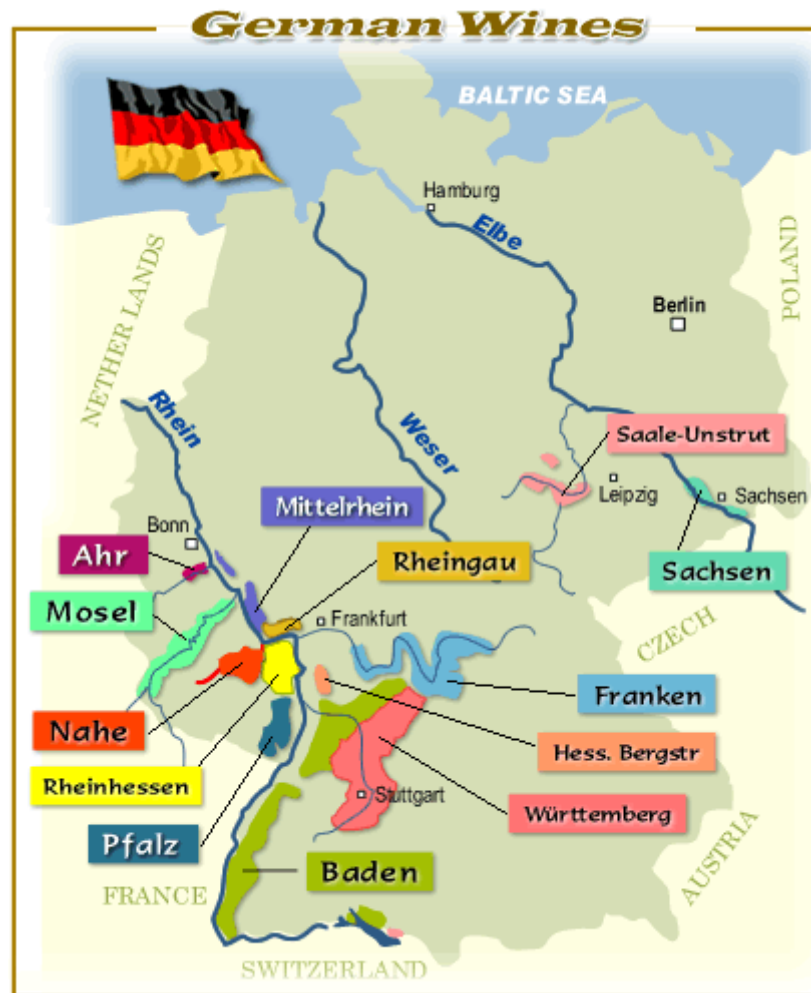 German Wines
BALTIC SEA
Hamburg
Elbe
POLAND
NETHER LANDS
Berlin
Rhein
Weser
Saale-Unstrut
Leipzig
Sachsen
Mittelrhein
Bonn
Ahr
Rheingau
Sachsen
Mosel
Frankfurt
CZECH
Franken
Nahe
Hess. Bergstr
Rheinhessen
Stuttgart
Württemberg
Pfalz
Baden
AUSTRIA
FRANCE
SWITZERLAND